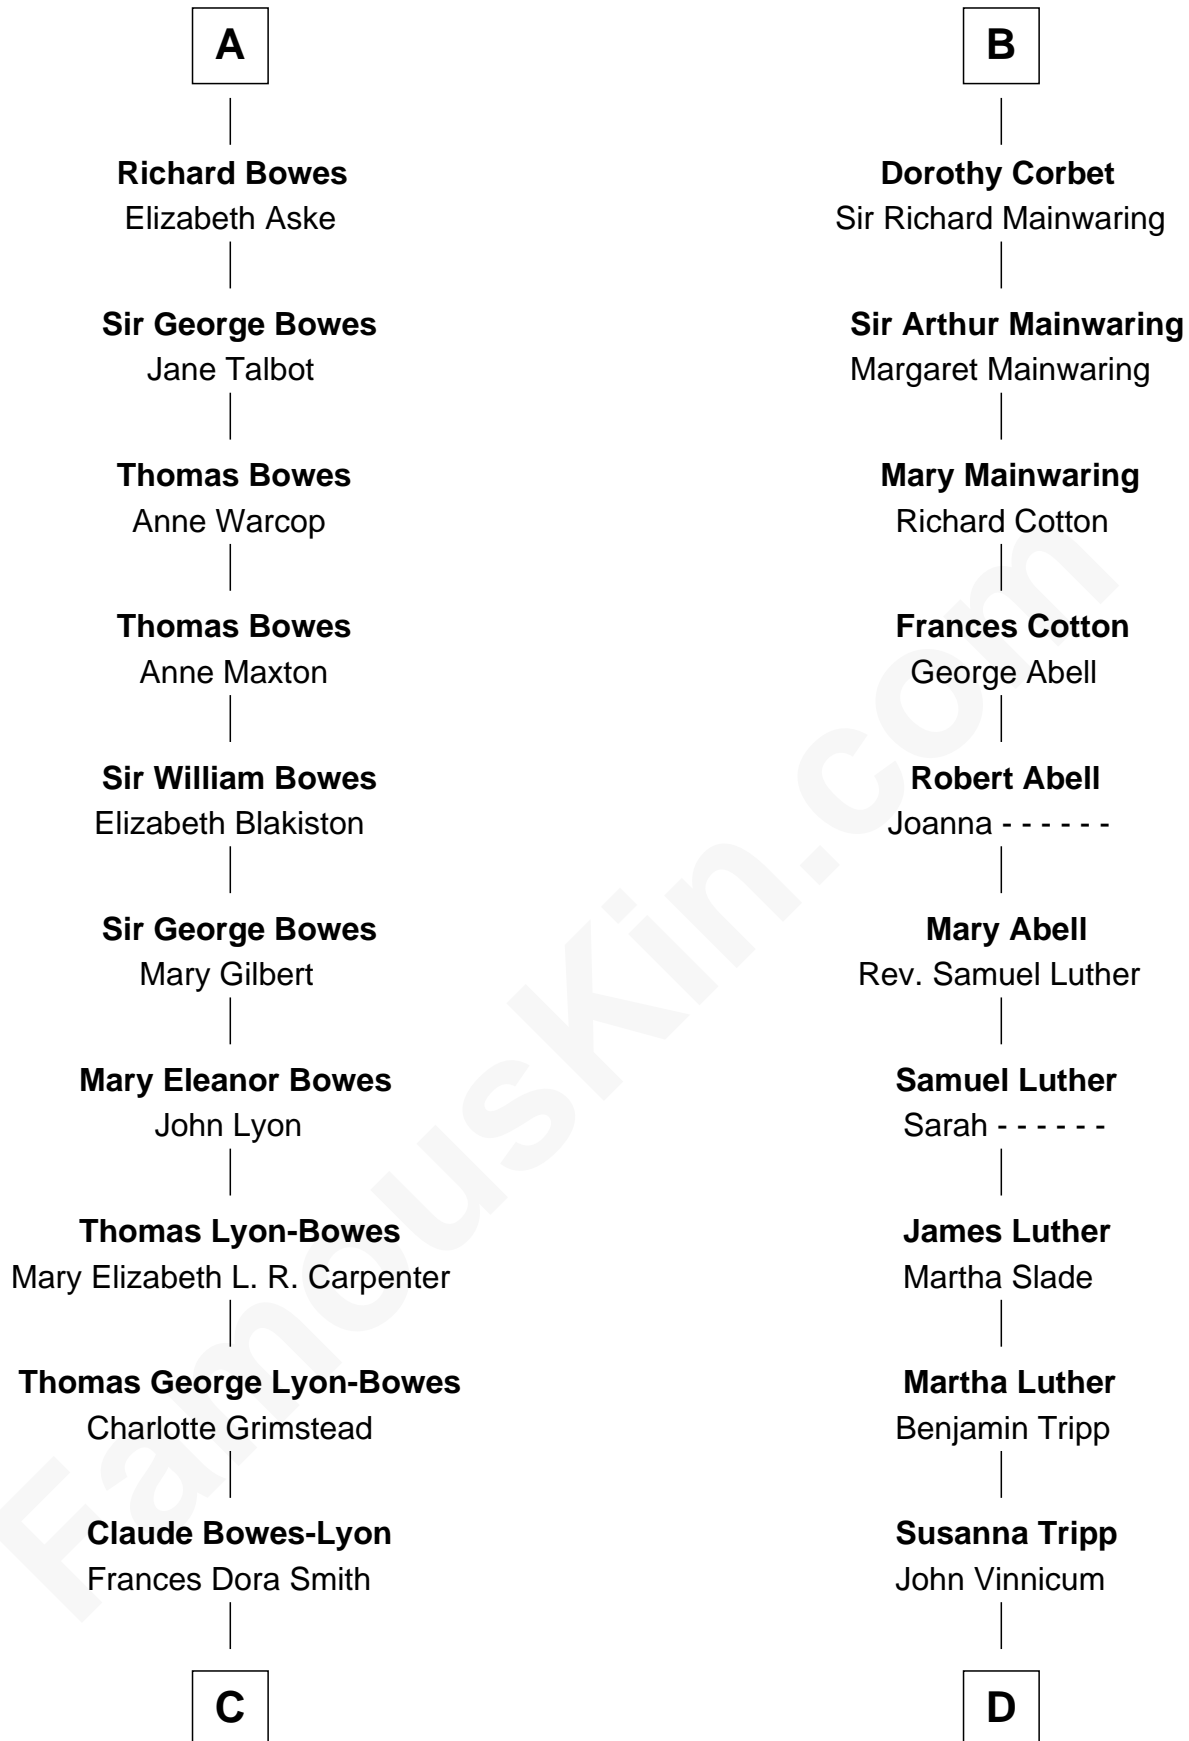 A
Richard Bowes
Elizabeth Aske
Sir George Bowes
Jane Talbot
Thomas Bowes
Anne Warcop
Thomas Bowes
Anne Maxton
Sir William Bowes
Elizabeth Blakiston
Sir George Bowes
Mary Gilbert
Mary Eleanor Bowes
John Lyon
Thomas Lyon-Bowes
Mary Elizabeth L. R. Carpenter
Thomas George Lyon-Bowes
Charlotte Grimstead
Claude Bowes-Lyon
Frances Dora Smith
C
B
Dorothy Corbet
Sir Richard Mainwaring
Sir Arthur Mainwaring
Margaret Mainwaring
Mary Mainwaring
Richard Cotton
Frances Cotton
George Abell
Robert Abell
Joanna - - - - - -
Mary Abell
Rev. Samuel Luther
Samuel Luther
Sarah - - - - - -
James Luther
Martha Slade
Martha Luther
Benjamin Tripp
Susanna Tripp
John Vinnicum
D
FamousKin.com